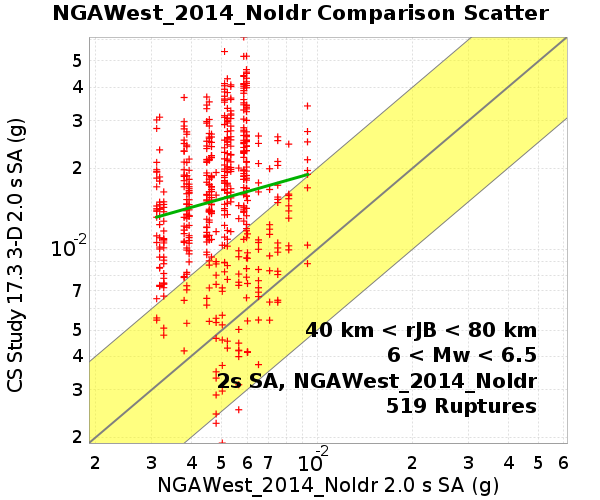 NGAWest_2014_NoIdr Comparison Scatter
CS Study 17.3 3-D 2.0 s SA (g)
5
4
3
2
10-2
7
5
4
3
2
40 km < rJB < 80 km
6 < Mw < 6.5
2s SA, NGAWest_2014_NoIdr
519 Ruptures
2 3 4 5 6 7 10-2 2 3 4 5 6
NGAWest_2014_NoIdr 2.0 s SA (g)